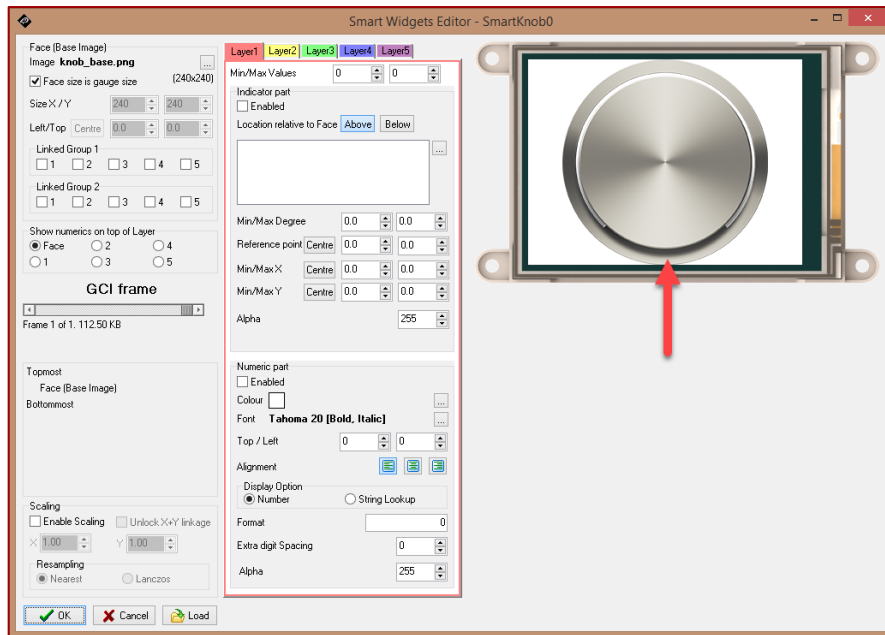 Smart Widgets Editor - SmartKnob0
Face (Base Image)
Image knob_base.png ...
Face size is gauge size (240x240)
Size X / Y 240 240
Left/Top Centre 0.0 0.0
Linked Group 1
1 2 3 4 5
Linked Group 2
1 2 3 4 5
Show numerics on top of Layer
Face 2 4
1 3 5
GCI frame
Frame 1 of 1. 112.50 KB
Topmost
Face (Base Image)
Bottommost
Scaling
Enable Scaling Unlock X+Y linkage
X 1.00 Y 1.00
Resampling
Nearest Lanczos
OK Cancel Load
Layer1 Layer2 Layer3 Layer4 Layer5
Min/Max Values 0 0
Indicator part
Enabled
Location relative to Face Above Below
...
Min/Max Degree 0.0 0.0
Reference point Centre 0.0 0.0
Min/Max X Centre 0.0 0.0
Min/Max Y Centre 0.0 0.0
Alpha 255
Numeric part
Enabled
Colour ...
Font Tahoma 20 [Bold, Italic] ...
Top / Left 0 0
Alignment
Display Option
Number String Lookup
Format 0
Extra digit Spacing 0
Alpha 255